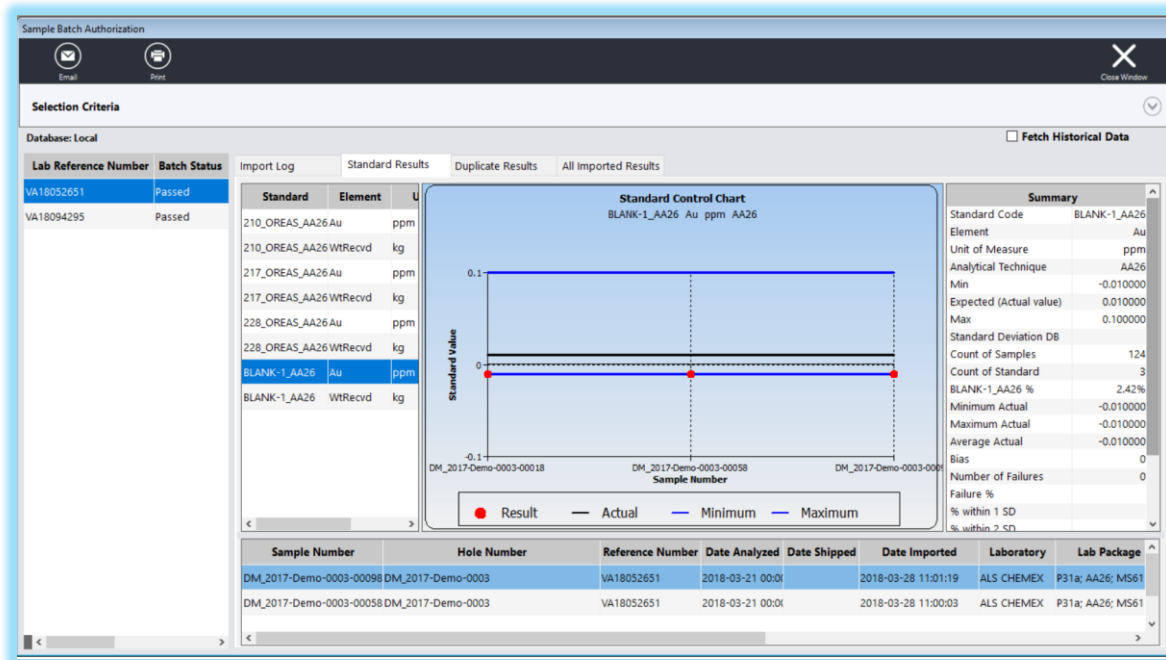 Sample Batch Authorization
Email Print Close Window
Selection Criteria
Database: Local Fetch Historical Data
Lab Reference Number Batch Status
VA18052651 Passed
VA18094295 Passed
Import Log Standard Results Duplicate Results All Imported Results
Standard Element U
210_OREAS_AA26 Au ppm
210_OREAS_AA26 WtRecvd kg
217_OREAS_AA26 Au ppm
217_OREAS_AA26 WtRecvd kg
228_OREAS_AA26 Au ppm
228_OREAS_AA26 WtRecvd kg
BLANK-1_AA26 Au ppm
BLANK-1_AA26 WtRecvd kg
Standard Control Chart
BLANK-1_AA26 Au ppm AA26
0.1
0
-0.1
Standard Value
DM_2017-Demo-0003-00018 DM_2017-Demo-0003-00058 DM_2017-Demo-0003-0009
Sample Number
Result Actual Minimum Maximum
Summary
Standard Code BLANK-1_AA26
Element Au
Unit of Measure ppm
Analytical Technique AA26
Min -0.010000
Expected (Actual value) 0.010000
Max 0.100000
Standard Deviation DB
Count of Samples 124
Count of Standard 3
BLANK-1_AA26 % 2.42%
Minimum Actual -0.010000
Maximum Actual -0.010000
Average Actual -0.010000
Bias 0
Number of Failures 0
Failure %
% within 1 SD
% within 2 SD
Sample Number Hole Number Reference Number Date Analyzed Date Shipped Date Imported Laboratory Lab Package
DM_2017-Demo-0003-00098 DM_2017-Demo-0003 VA18052651 2018-03-21 00:00 2018-03-28 11:01:19 ALS CHEMEX P31a; AA26; MS61
DM_2017-Demo-0003-00058 DM_2017-Demo-0003 VA18052651 2018-03-21 00:00 2018-03-28 11:00:03 ALS CHEMEX P31a; AA26; MS61